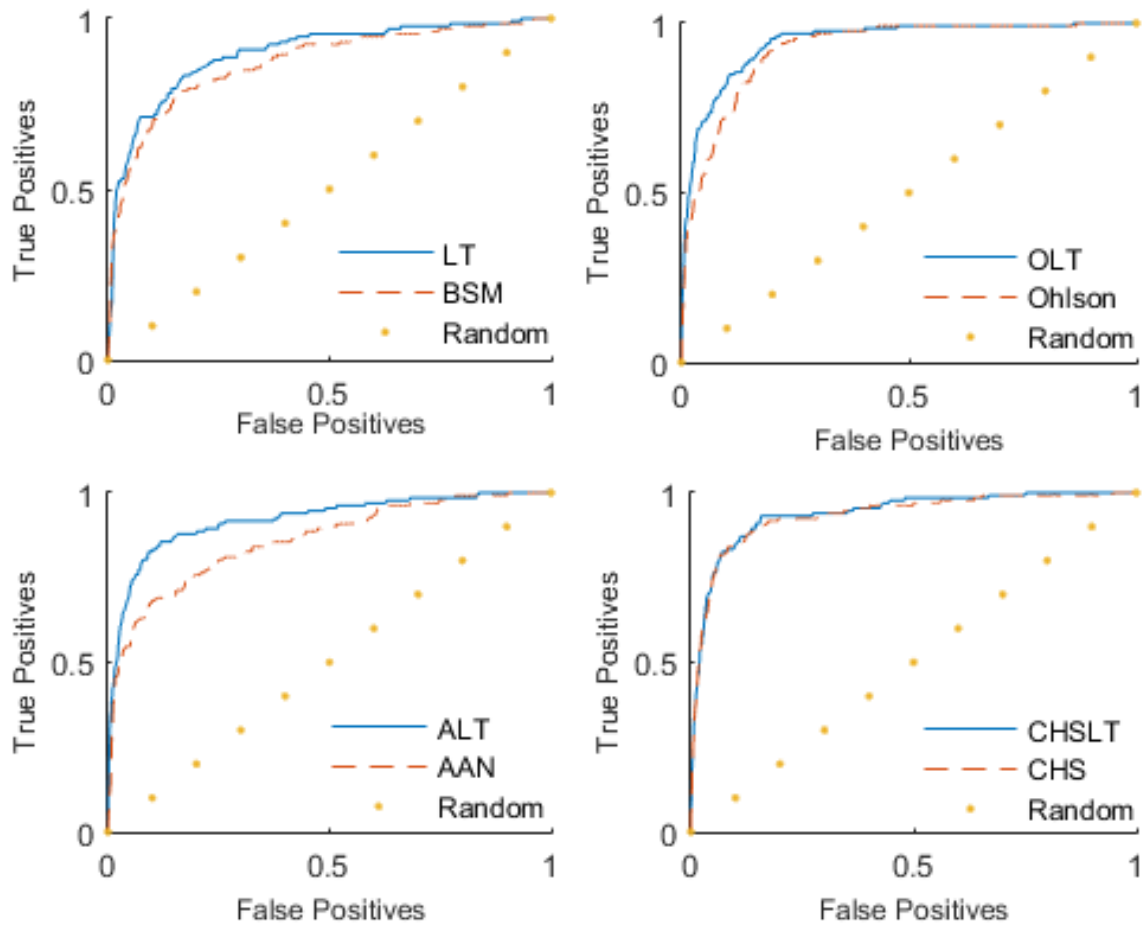 1
True Positives
0.5
LT
BSM
Random
0
0
0.5
1
False Positives
1
True Positives
0.5
OLT
Ohlson
Random
0
0
0.5
1
False Positives
1
True Positives
0.5
ALT
AAN
Random
0
0
0.5
1
False Positives
1
True Positives
0.5
CHSLT
CHS
Random
0
0
0.5
1
False Positives